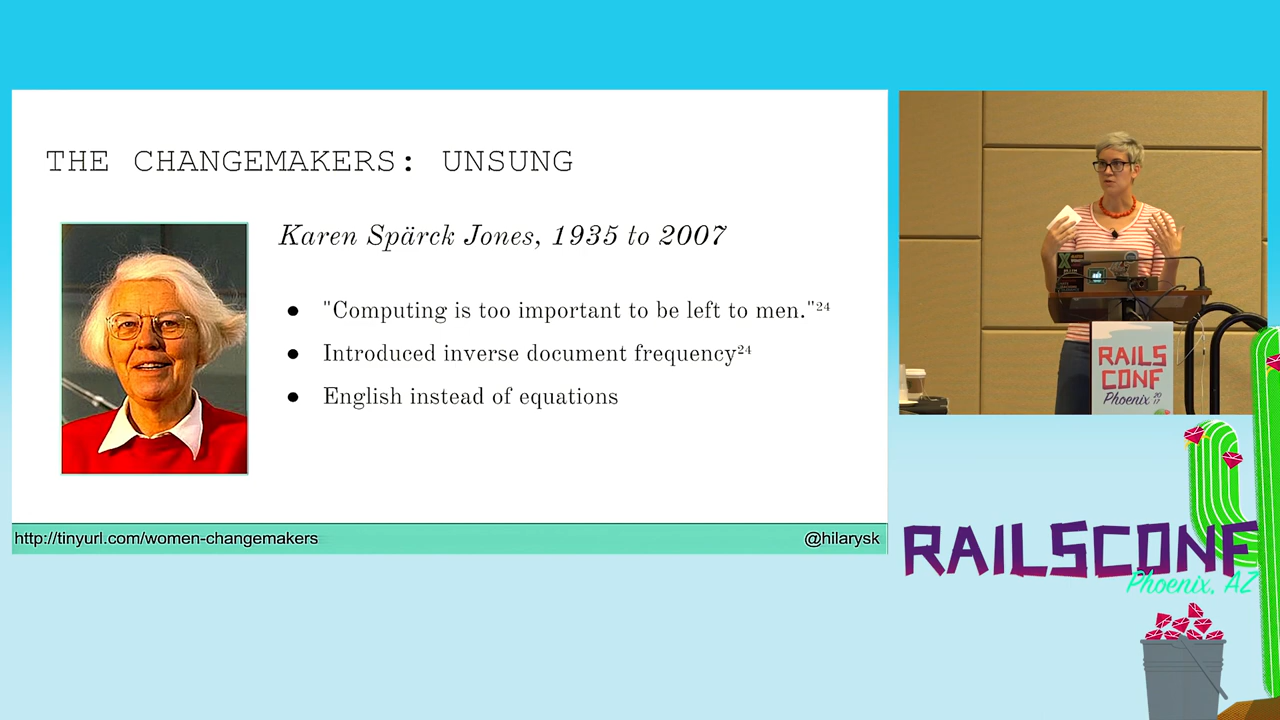 THE CHANGEMAKERS: UNSUNG
Karen Spärck Jones, 1935 to 2007
● "Computing is too important to be left to men."²⁴
● Introduced inverse document frequency²⁴
● English instead of equations
http://tinyurl.com/women-changemakers
@hilarysk
RAILS
CONF
Phoenix 2017
RAILSCONF
Phoenix, AZ